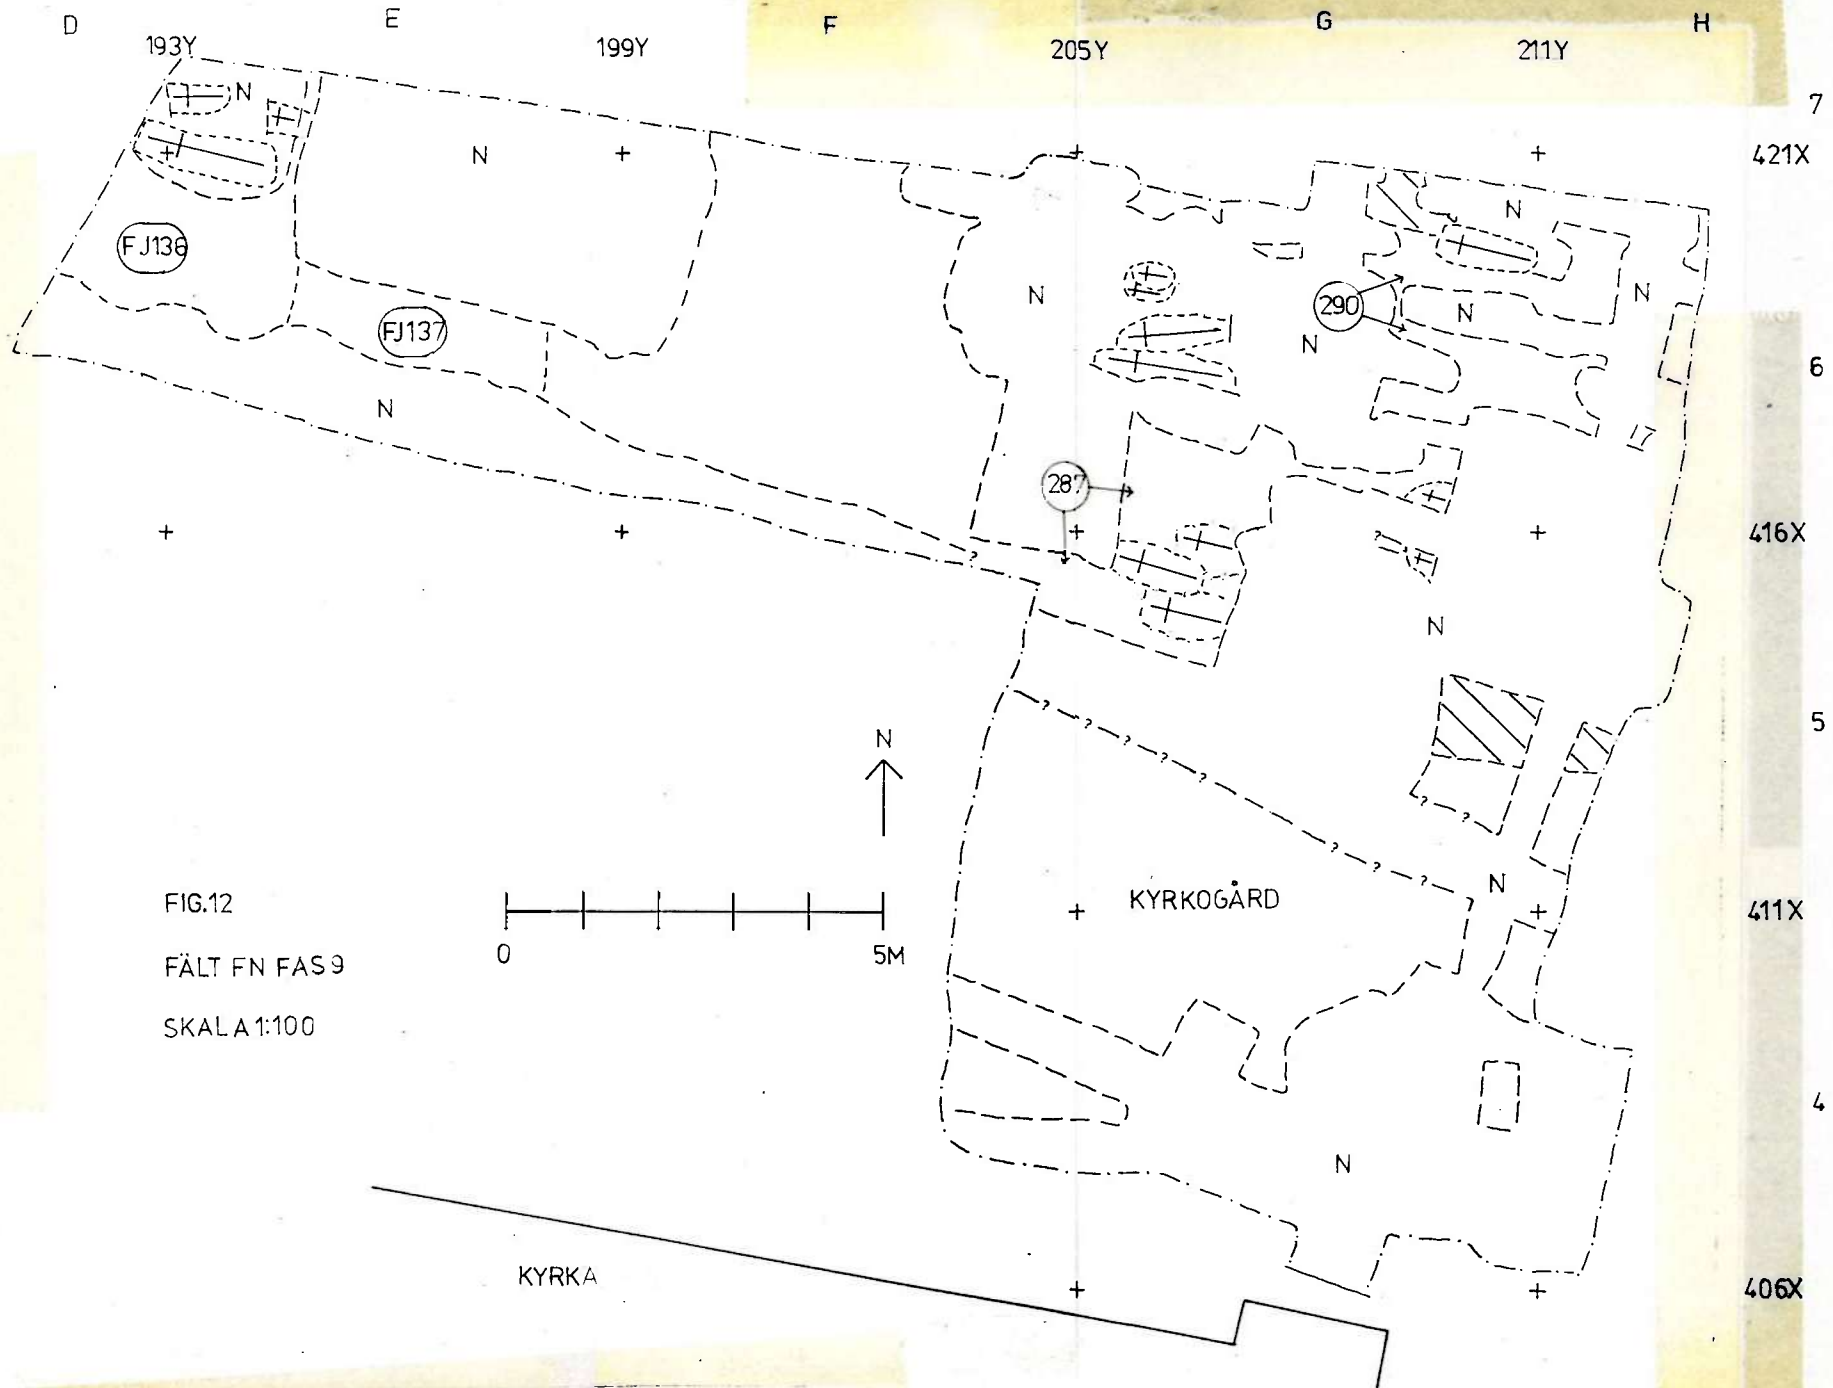 D E F G H
193Y 199Y 205Y 211Y
7
N
N
421X
N
FJ136
N
N
N
290
N
FJ137
N
6
N
287
416X
?
?
N
5
? ? ? ? ?
N
? ?
? ? ?
N
FIG.12
KYRKOGÅRD
411X
0 5M
FÄLT FN FAS 9
SKALA 1:100
4
N
KYRKA
406X